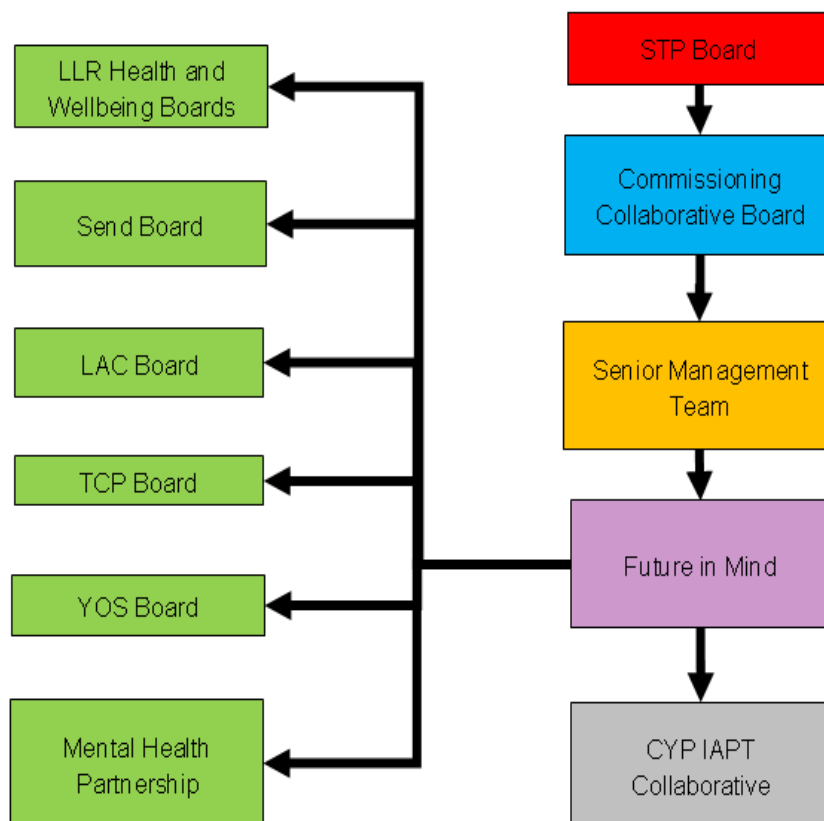 LLR Health and
Wellbeing Boards
Send Board
LAC Board
TCP Board
YOS Board
Mental Health
Partnership
STP Board
Commissioning
Collaborative Board
Senior Management
Team
Future in Mind
CYP IAPT
Collaborative